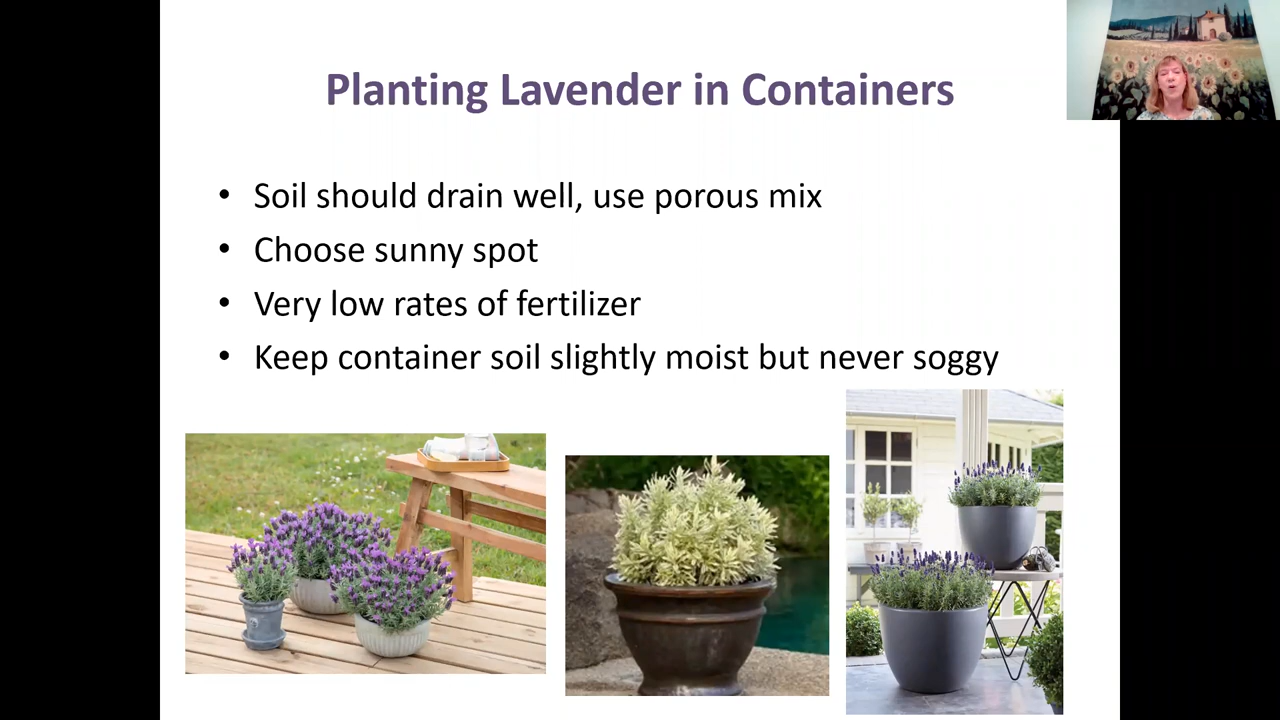 Planting Lavender in Containers
• Soil should drain well, use porous mix
• Choose sunny spot
• Very low rates of fertilizer
• Keep container soil slightly moist but never soggy